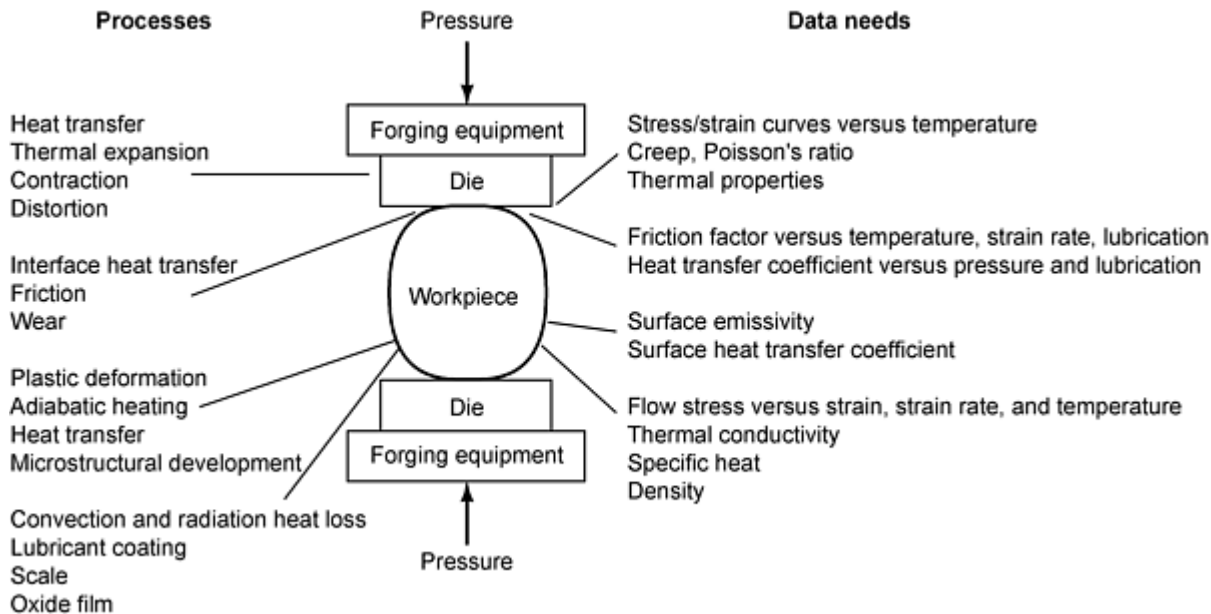 Processes
Pressure
Data needs
Heat transfer
Thermal expansion
Contraction
Distortion
Interface heat transfer
Friction
Wear
Plastic deformation
Adiabatic heating
Heat transfer
Microstructural development
Convection and radiation heat loss
Lubricant coating
Scale
Oxide film
Forging equipment
Die
Workpiece
Die
Forging equipment
Pressure
Stress/strain curves versus temperature
Creep, Poisson's ratio
Thermal properties
Friction factor versus temperature, strain rate, lubrication
Heat transfer coefficient versus pressure and lubrication
Surface emissivity
Surface heat transfer coefficient
Flow stress versus strain, strain rate, and temperature
Thermal conductivity
Specific heat
Density